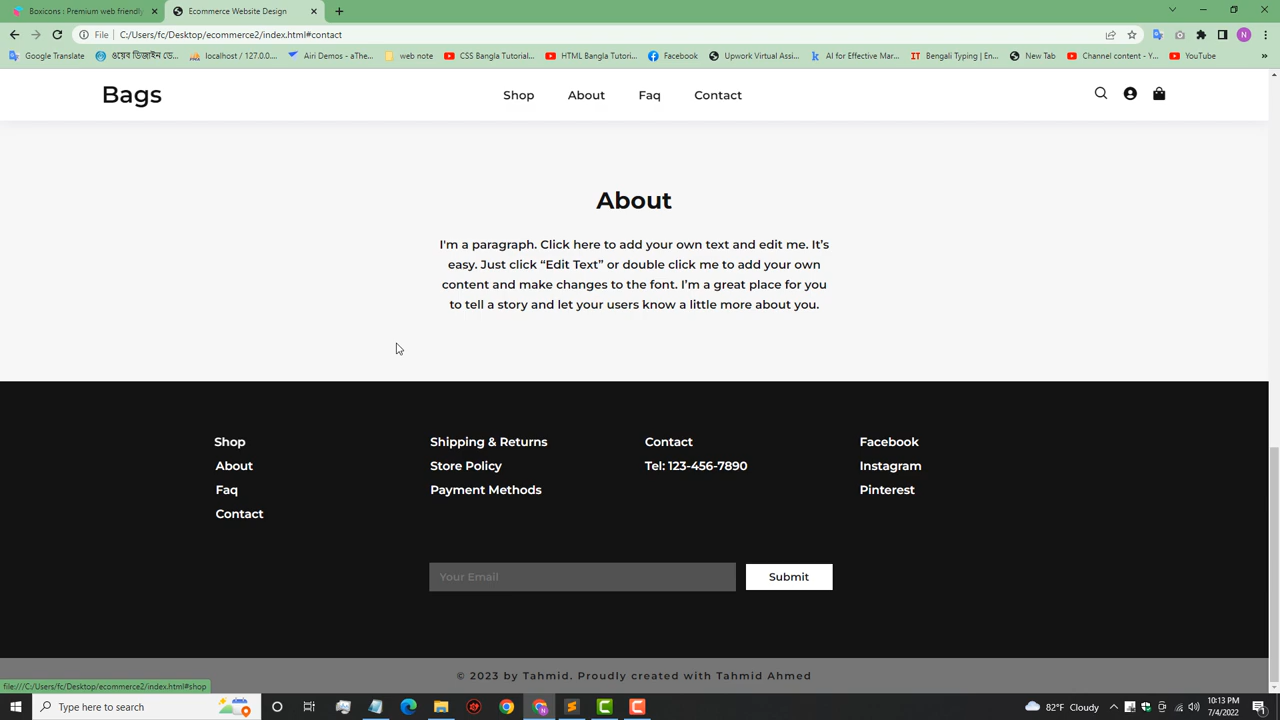 Boxicons : Premium web friendly
Ecommerce Website Design
File
C:/Users/fc/Desktop/ecommerce2/index.html#contact
Google Translate
ওয়েব ডিজাইন ডে...
localhost / 127.0.0....
Airi Demos - aThe...
web note
CSS Bangla Tutorial...
HTML Bangla Tutori...
Facebook
Upwork Virtual Assi...
AI for Effective Mar...
Bengali Typing | En...
New Tab
Channel content - Y...
YouTube
»
N
Bags
Shop
About
Faq
Contact
About
I'm a paragraph. Click here to add your own text and edit me. It’s
easy. Just click “Edit Text” or double click me to add your own
content and make changes to the font. I’m a great place for you
to tell a story and let your users know a little more about you.
Shop
About
Faq
Contact
Shipping & Returns
Store Policy
Payment Methods
Contact
Tel: 123-456-7890
Facebook
Instagram
Pinterest
Your Email
Submit
© 2023 by Tahmid. Proudly created with Tahmid Ahmed
file:///C:/Users/fc/Desktop/ecommerce2/index.html#shop
Type here to search
82°F Cloudy
10:13 PM
7/4/2022